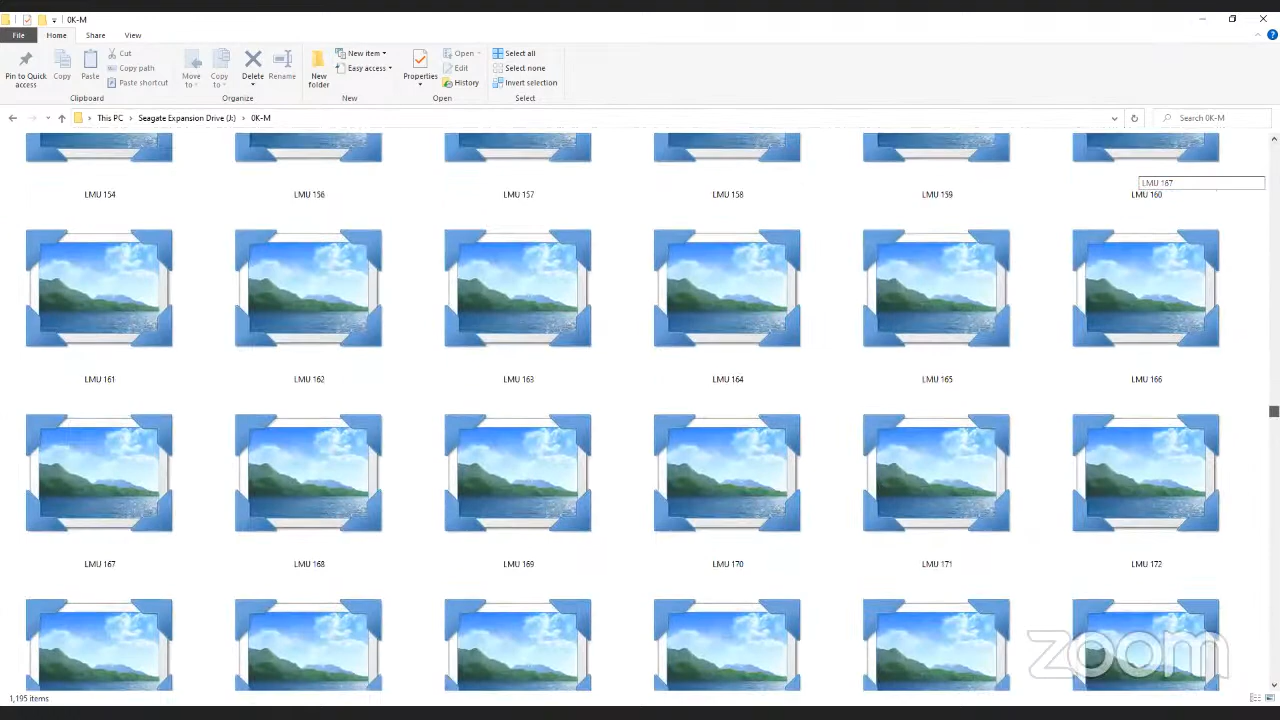 0K-M
File Home Share View
Pin to Quick access
Copy
Paste
Cut
Copy path
Paste shortcut
Clipboard
Move to
Copy to
Delete
Rename
Organize
New folder
New item
Easy access
New
Properties
Open
Edit
History
Open
Select all
Select none
Invert selection
Select
This PC Seagate Expansion Drive (J:) 0K-M
Search 0K-M
LMU 167
LMU 154 LMU 156 LMU 157 LMU 158 LMU 159 LMU 160
LMU 161 LMU 162 LMU 163 LMU 164 LMU 165 LMU 166
LMU 167 LMU 168 LMU 169 LMU 170 LMU 171 LMU 172
zoom
1,195 items